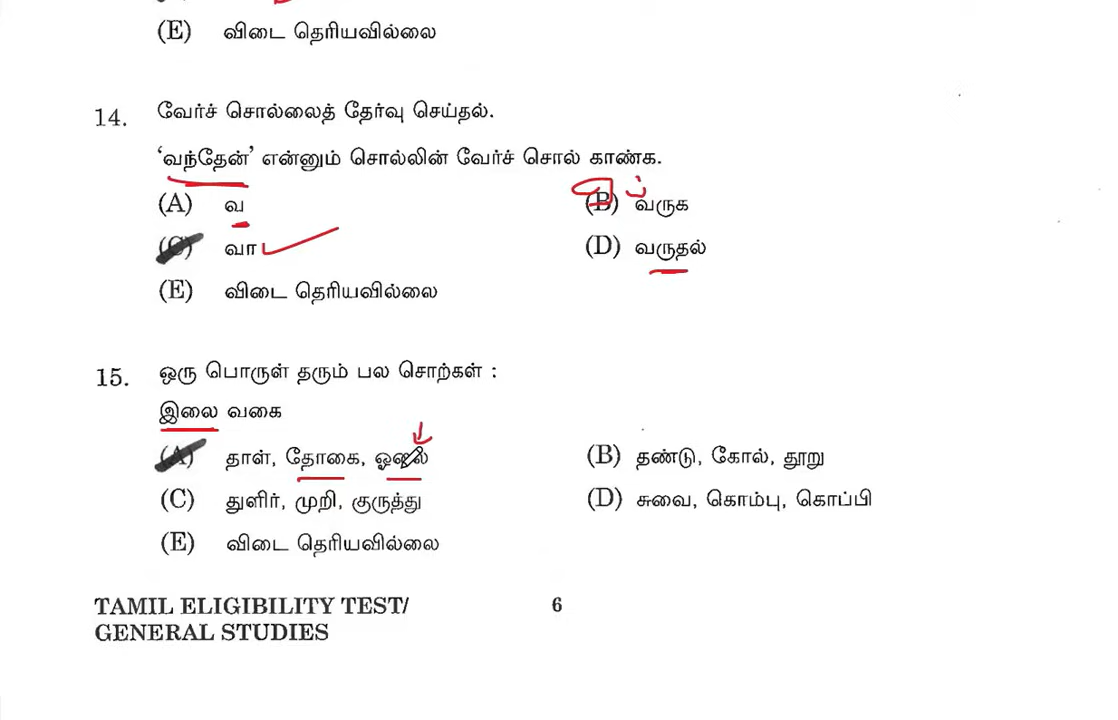 (E) விடை தெரியவில்லை
14. வேர்ச் சொல்லைத் தேர்வு செய்தல்.
'வந்தேன்' என்னும் சொல்லின் வேர்ச் சொல் காண்க.
(A) வ (B) வருக
(C) வா (D) வருதல்
(E) விடை தெரியவில்லை
15. ஒரு பொருள் தரும் பல சொற்கள் :
இலை வகை
(A) தாள், தோகை, (B) தண்டு, கோல், தூறு
(C) துளிர், முறி, குருத்து (D) சுவை, கொம்பு, கொப்பி
(E) விடை தெரியவில்லை
TAMIL ELIGIBILITY TEST/ 6
GENERAL STUDIES